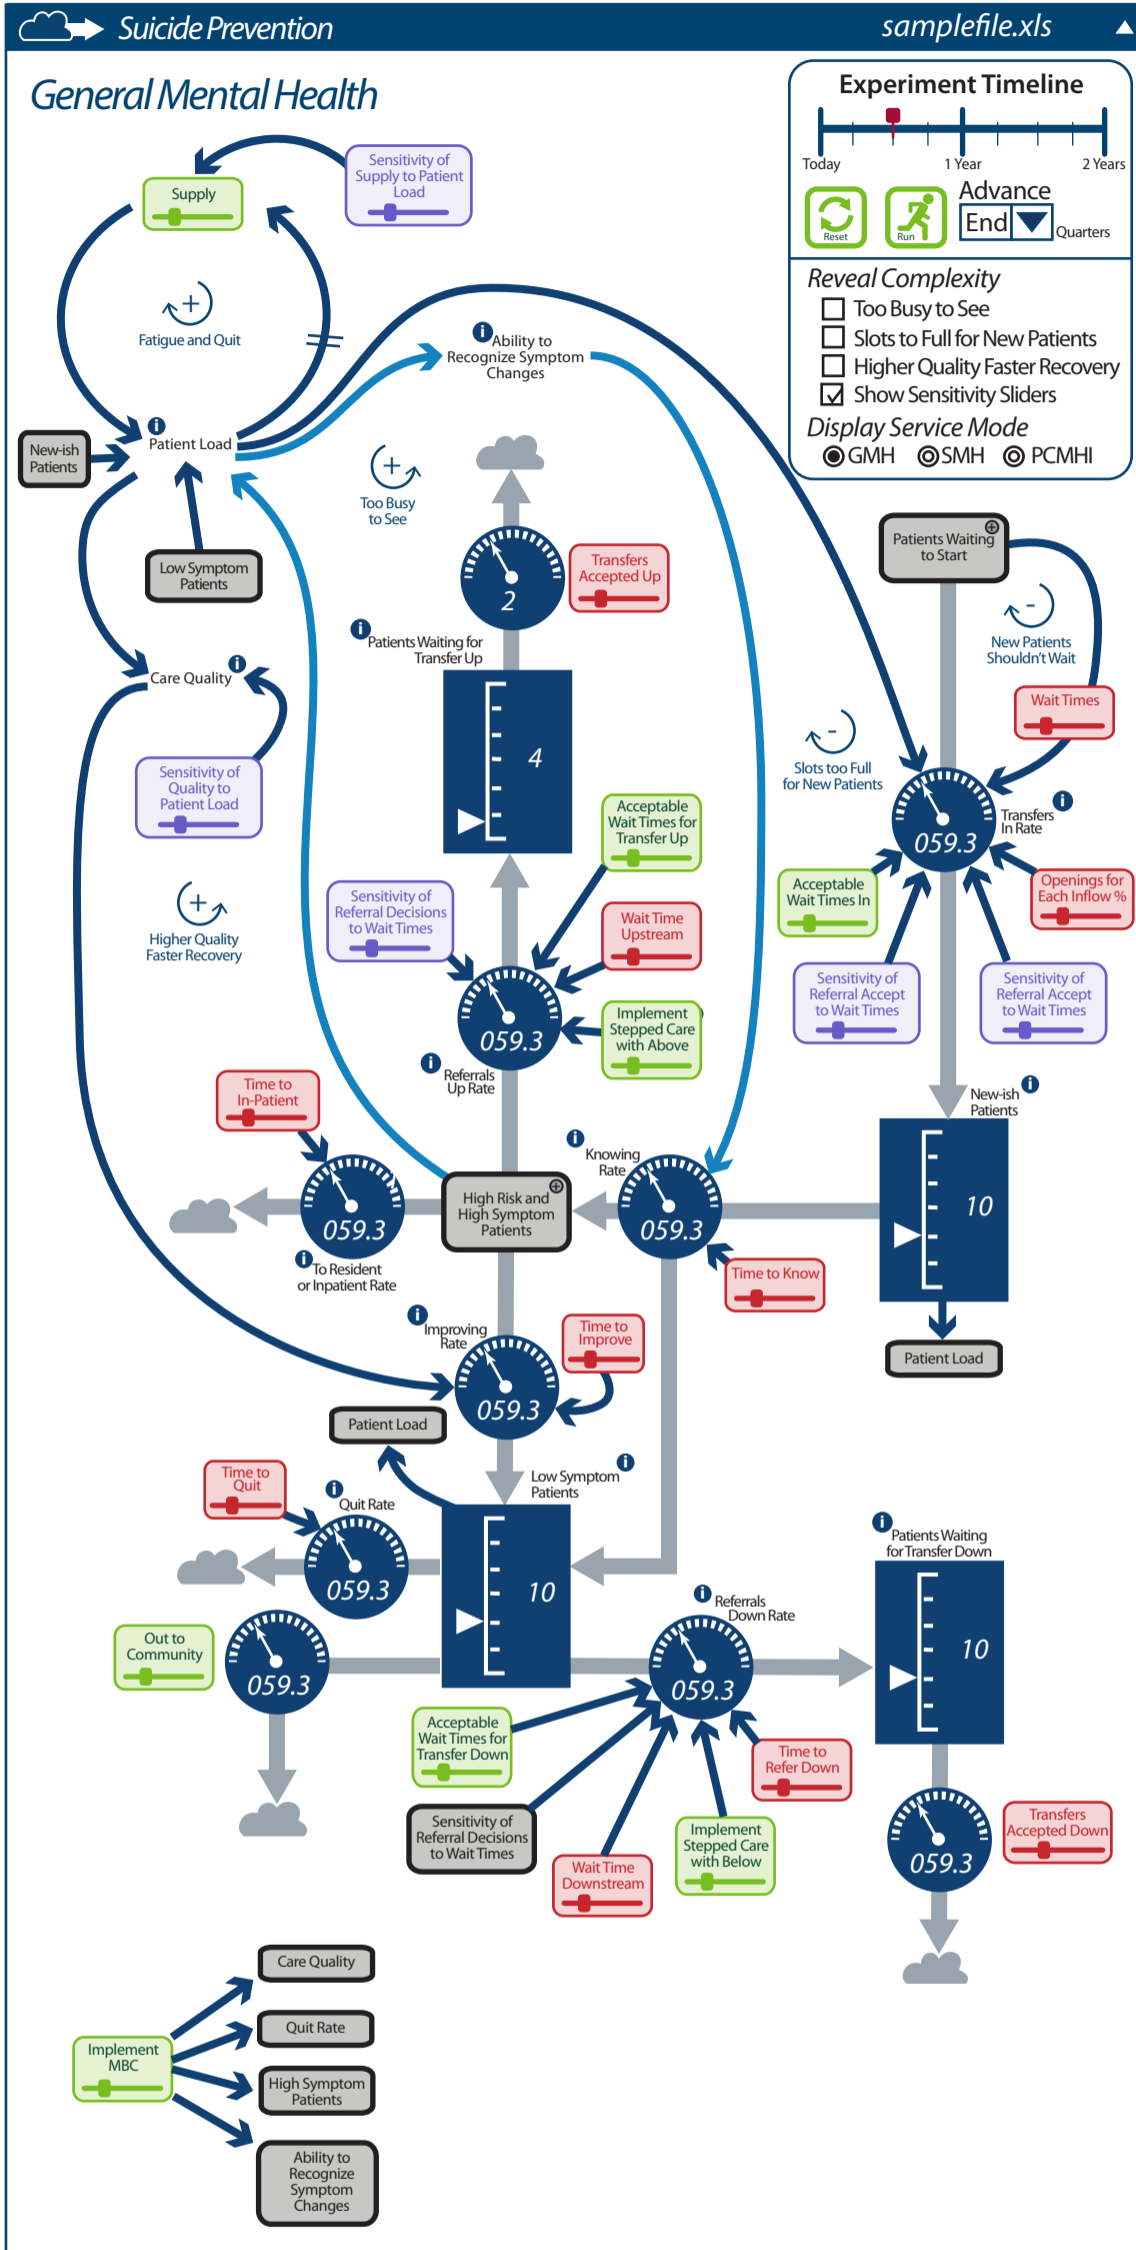 Suicide Prevention
samplefile.xls
General Mental Health
Experiment Timeline
Today
1 Year
2 Years
Reset
Run
Advance
End
Quarters
Reveal Complexity
Too Busy to See
Slots to Full for New Patients
Higher Quality Faster Recovery
Show Sensitivity Sliders
Display Service Mode
GMH
SMH
PCMHI
Sensitivity of
Supply to Patient
Load
Supply
+
Fatigue and Quit
i
Ability to
Recognize Symptom
Changes
i
Patient Load
New-ish
Patients
+
Too Busy
to See
Low Symptom
Patients
2
Transfers
Accepted Up
Patients Waiting
to Start
-
New Patients
Shouldn't Wait
i
Patients Waiting for
Transfer Up
4
i
Care Quality
Wait Times
-
Slots too Full
for New Patients
Sensitivity of
Quality to
Patient Load
i
Transfers
In Rate
059.3
Acceptable
Wait Times for
Transfer Up
Acceptable
Wait Times In
Openings for
Each Inflow %
+
Higher Quality
Faster Recovery
Sensitivity of
Referral Decisions
to Wait Times
Wait Time
Upstream
Sensitivity of
Referral Accept
to Wait Times
Sensitivity of
Referral Accept
to Wait Times
059.3
Implement
Stepped Care
with Above
i
Referrals
Up Rate
Time to
In-Patient
i
New-ish
Patients
10
i
Knowing
Rate
059.3
High Risk and
High Symptom
Patients
059.3
i
To Resident
or Inpatient Rate
Time to Know
i
Improving
Rate
Time to
Improve
Patient Load
059.3
Patient Load
Time to
Quit
i
Quit Rate
i
Low Symptom
Patients
10
059.3
i
Patients Waiting
for Transfer Down
10
i
Referrals
Down Rate
059.3
Out to
Community
059.3
Acceptable
Wait Times for
Transfer Down
Time to
Refer Down
Sensitivity of
Referral Decisions
to Wait Times
Implement
Stepped Care
with Below
Wait Time
Downstream
059.3
Transfers
Accepted Down
Care Quality
Quit Rate
Implement
MBC
High Symptom
Patients
Ability to
Recognize
Symptom
Changes